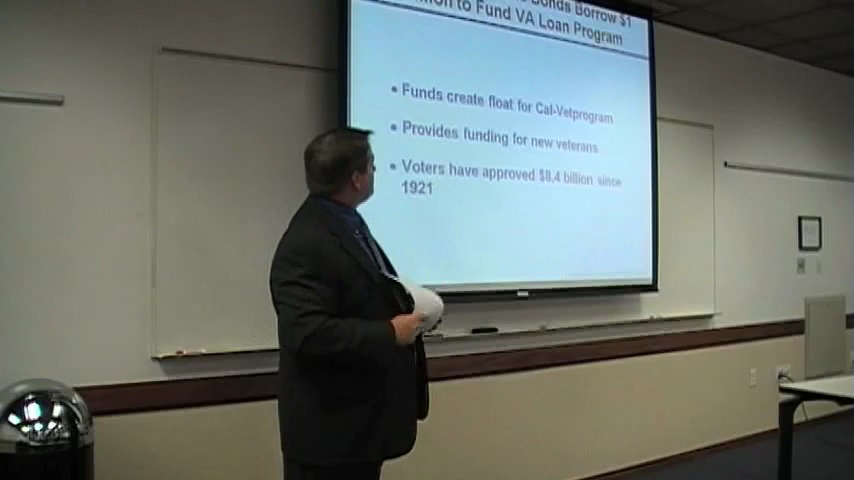 Bonds Borrow $1
to Fund VA Loan Program
• Funds create float for Cal-Vetprogram
• Provides funding for new veterans
• Voters have approved $8.4 billion since
1921